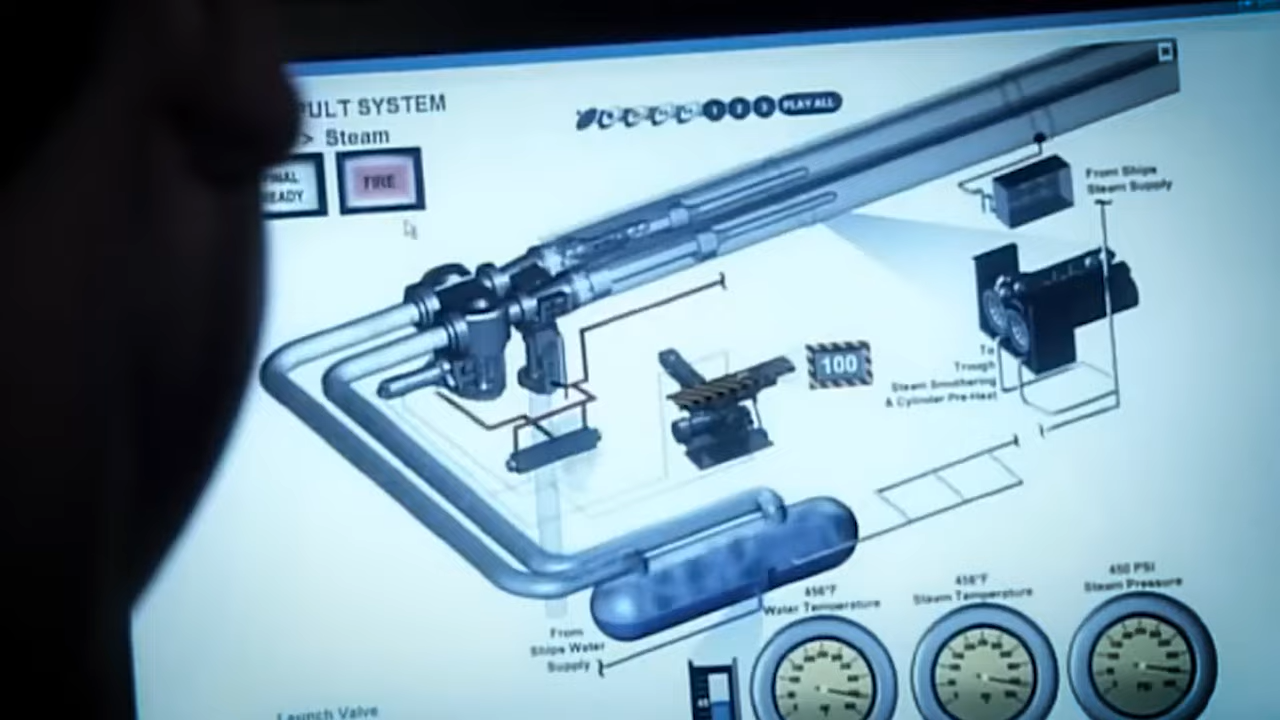 PULT SYSTEM
> Steam
FINAL
READY
FIRE
1 2 3 PLAY ALL
From Ships
Steam Supply
100
To
Trough
Steam Smothering
& Cylinder Pre-Heat
456°F
Water Temperature
456°F
Steam Temperature
450 PSI
Steam Pressure
From
Ships Water
Supply
PSI
Launch Valve